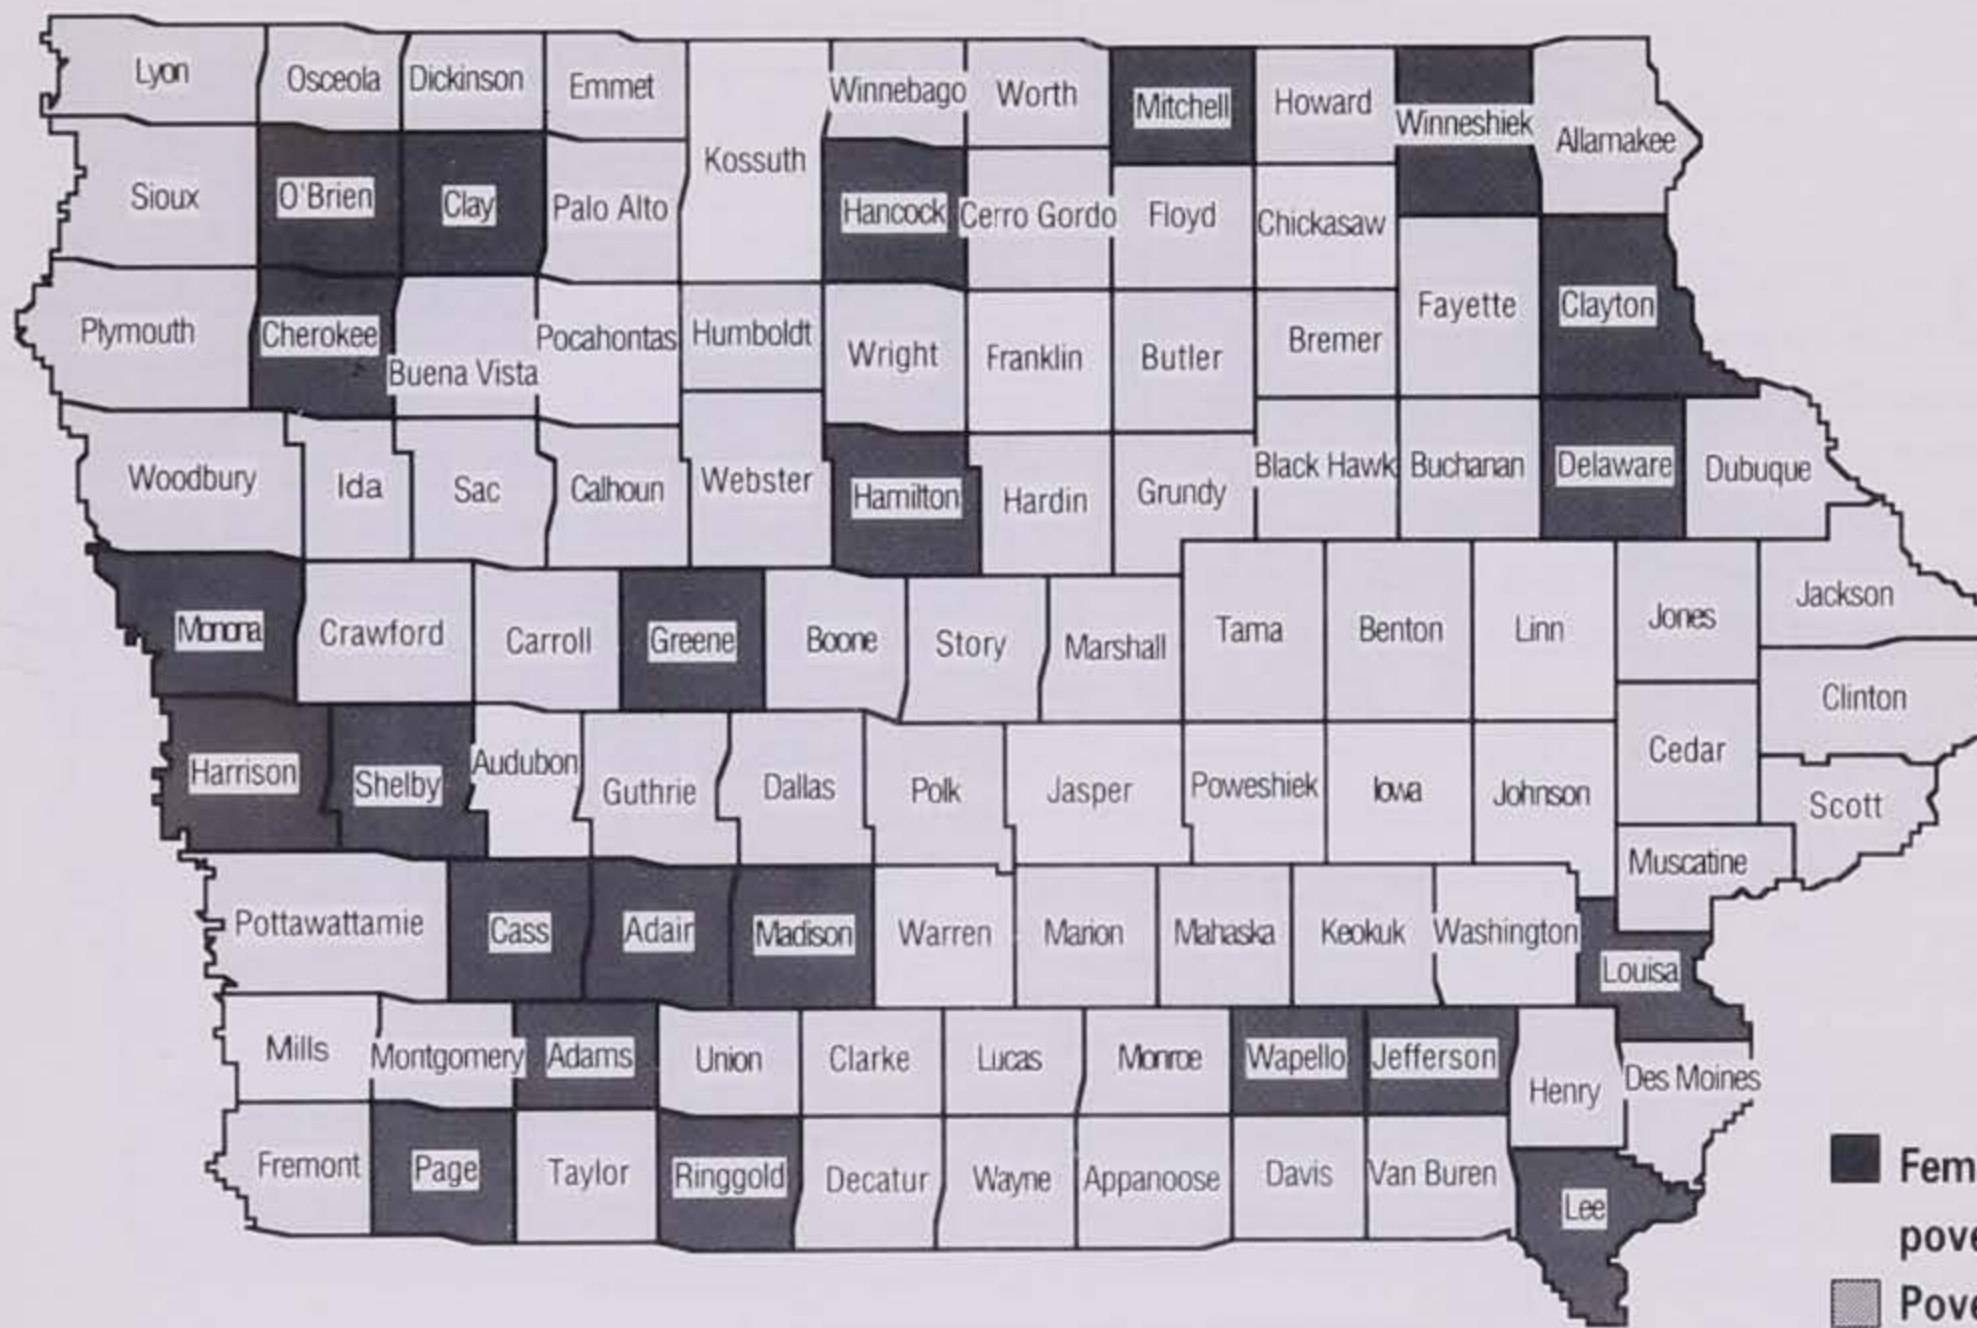 Lyon Osceola Dickinson Emmet Winnebago Worth Mitchell Howard Winneshiek Allamakee
Kossuth
Sioux O'Brien Clay Palo Alto Hancock Cerro Gordo Floyd Chickasaw
Plymouth Cherokee Buena Vista Pocahontas Humboldt Wright Franklin Butler Bremer Fayette Clayton
Woodbury Ida Sac Calhoun Webster Hamilton Hardin Grundy Black Hawk Buchanan Delaware Dubuque
Monona Crawford Carroll Greene Boone Story Marshall Tama Benton Linn Jones Jackson
Clinton
Harrison Shelby Audubon Guthrie Dallas Polk Jasper Poweshiek Iowa Johnson Cedar Scott
Muscatine
Pottawattamie Cass Adair Madison Warren Marion Mahaska Keokuk Washington Louisa
Mills Montgomery Adams Union Clarke Lucas Monroe Wapello Jefferson Henry Des Moines
Fremont Page Taylor Ringgold Decatur Wayne Appanoose Davis Van Buren Lee
Fem
pove
Pove